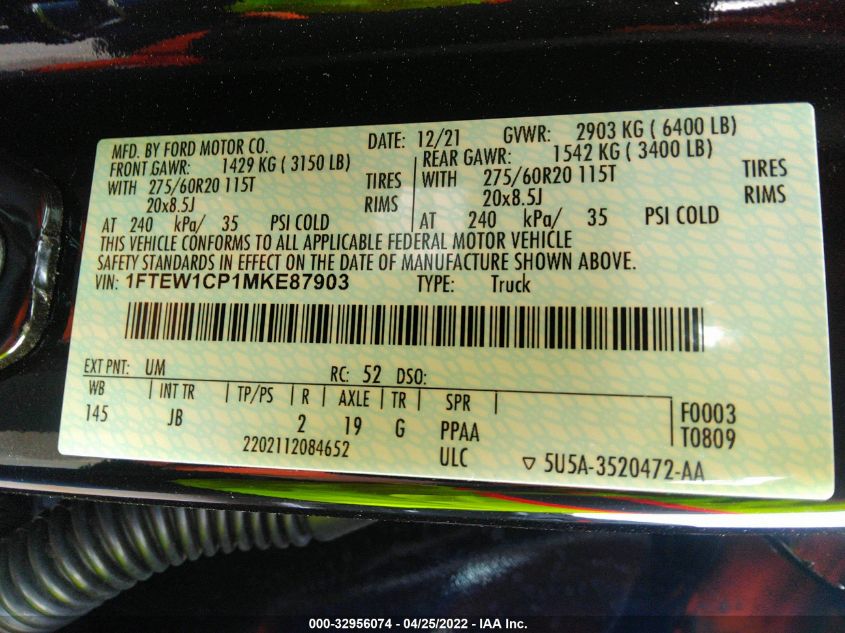 MFD. BY FORD MOTOR CO. DATE: 12/21 GVWR: 2903 KG ( 6400 LB)
FRONT GAWR: 1429 KG ( 3150 LB) REAR GAWR: 1542 KG ( 3400 LB)
WITH 275/60R20 115T TIRES WITH 275/60R20 115T TIRES
20x8.5J RIMS 20x8.5J RIMS
AT 240 kPa/ 35 PSI COLD AT 240 kPa/ 35 PSI COLD
THIS VEHICLE CONFORMS TO ALL APPLICABLE FEDERAL MOTOR VEHICLE
SAFETY STANDARDS IN EFFECT ON THE DATE OF MANUFACTURE SHOWN ABOVE.
VIN: 1FTEW1CP1MKE87903 TYPE: Truck
EXT PNT: UM RC: 52 DSO:
WB INT TR TP/PS R AXLE TR SPR
145 JB 2 19 G PPAA F0003
2202112084652 ULC T0809
5U5A-3520472-AA
000-32956074 - 04/25/2022 - IAA Inc.